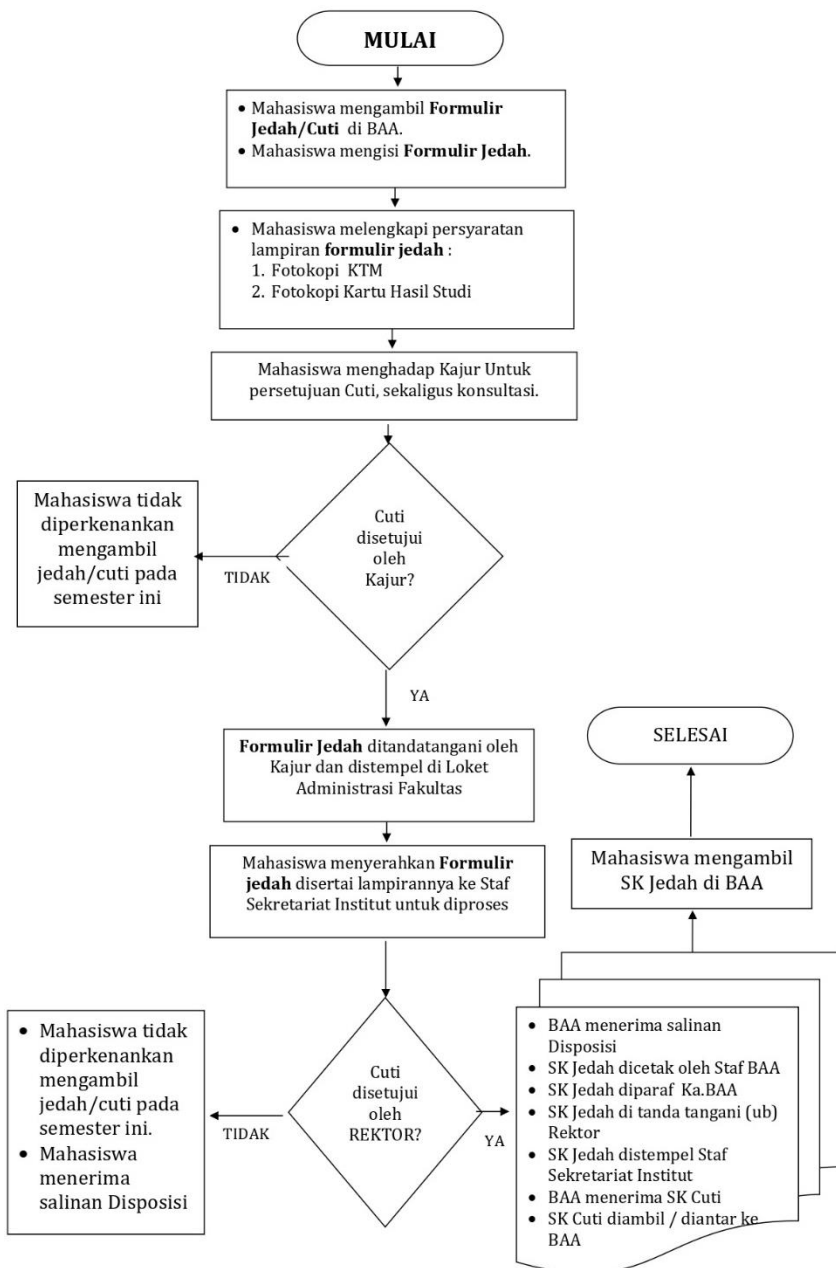 MULAI
• Mahasiswa mengambil Formulir
Jedah/Cuti di BAA.
• Mahasiswa mengisi Formulir Jedah.
• Mahasiswa melengkapi persyaratan
lampiran formulir jedah :
1. Fotokopi KTM
2. Fotokopi Kartu Hasil Studi
Mahasiswa menghadap Kajur Untuk
persetujuan Cuti, sekaligus konsultasi.
Cuti
disetujui
oleh
Kajur?
TIDAK
Mahasiswa tidak
diperkenankan
mengambil
jedah/cuti pada
semester ini
YA
Formulir Jedah ditandatangani oleh
Kajur dan distempel di Loket
Administrasi Fakultas
Mahasiswa menyerahkan Formulir
jedah disertai lampirannya ke Staf
Sekretariat Institut untuk diproses
Cuti
disetujui
oleh
REKTOR?
TIDAK
• Mahasiswa tidak
diperkenankan
mengambil
jedah/cuti pada
semester ini.
• Mahasiswa
menerima
salinan Disposisi
YA
• BAA menerima salinan
Disposisi
• SK Jedah dicetak oleh Staf BAA
• SK Jedah diparaf Ka.BAA
• SK Jedah di tanda tangani (ub)
Rektor
• SK Jedah distempel Staf
Sekretariat Institut
• BAA menerima SK Cuti
• SK Cuti diambil / diantar ke
BAA
Mahasiswa mengambil
SK Jedah di BAA
SELESAI